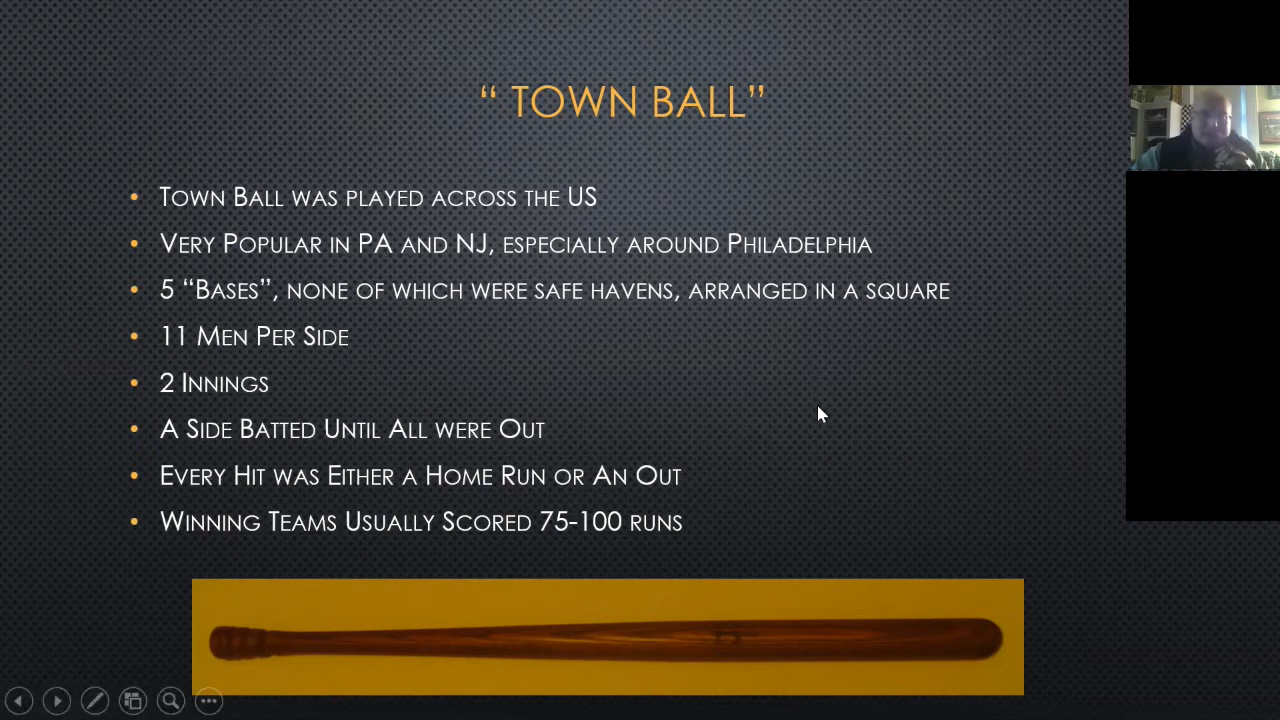 “ TOWN BALL”
• TOWN BALL WAS PLAYED ACROSS THE US
• VERY POPULAR IN PA AND NJ, ESPECIALLY AROUND PHILADELPHIA
• 5 “BASES”, NONE OF WHICH WERE SAFE HAVENS, ARRANGED IN A SQUARE
• 11 MEN PER SIDE
• 2 INNINGS
• A SIDE BATTED UNTIL ALL WERE OUT
• EVERY HIT WAS EITHER A HOME RUN OR AN OUT
• WINNING TEAMS USUALLY SCORED 75-100 RUNS